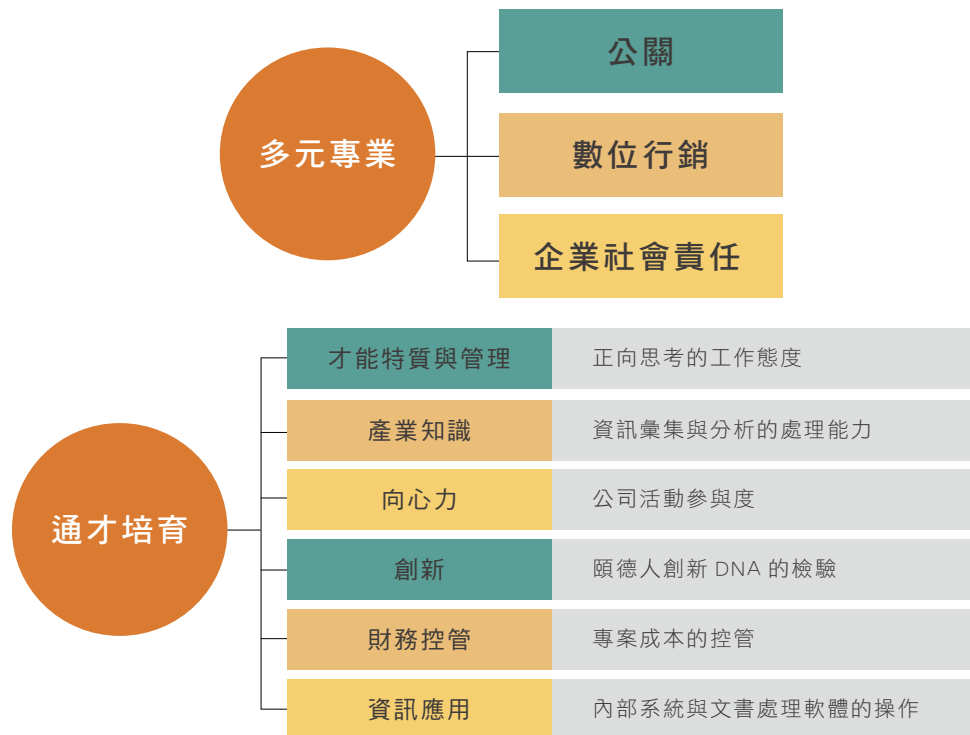 多元專業
公關
數位行銷
企業社會責任
通才培育
才能特質與管理
正向思考的工作態度
產業知識
資訊彙集與分析的處理能力
向心力
公司活動參與度
創新
頤德人創新 DNA 的檢驗
財務控管
專案成本的控管
資訊應用
內部系統與文書處理軟體的操作